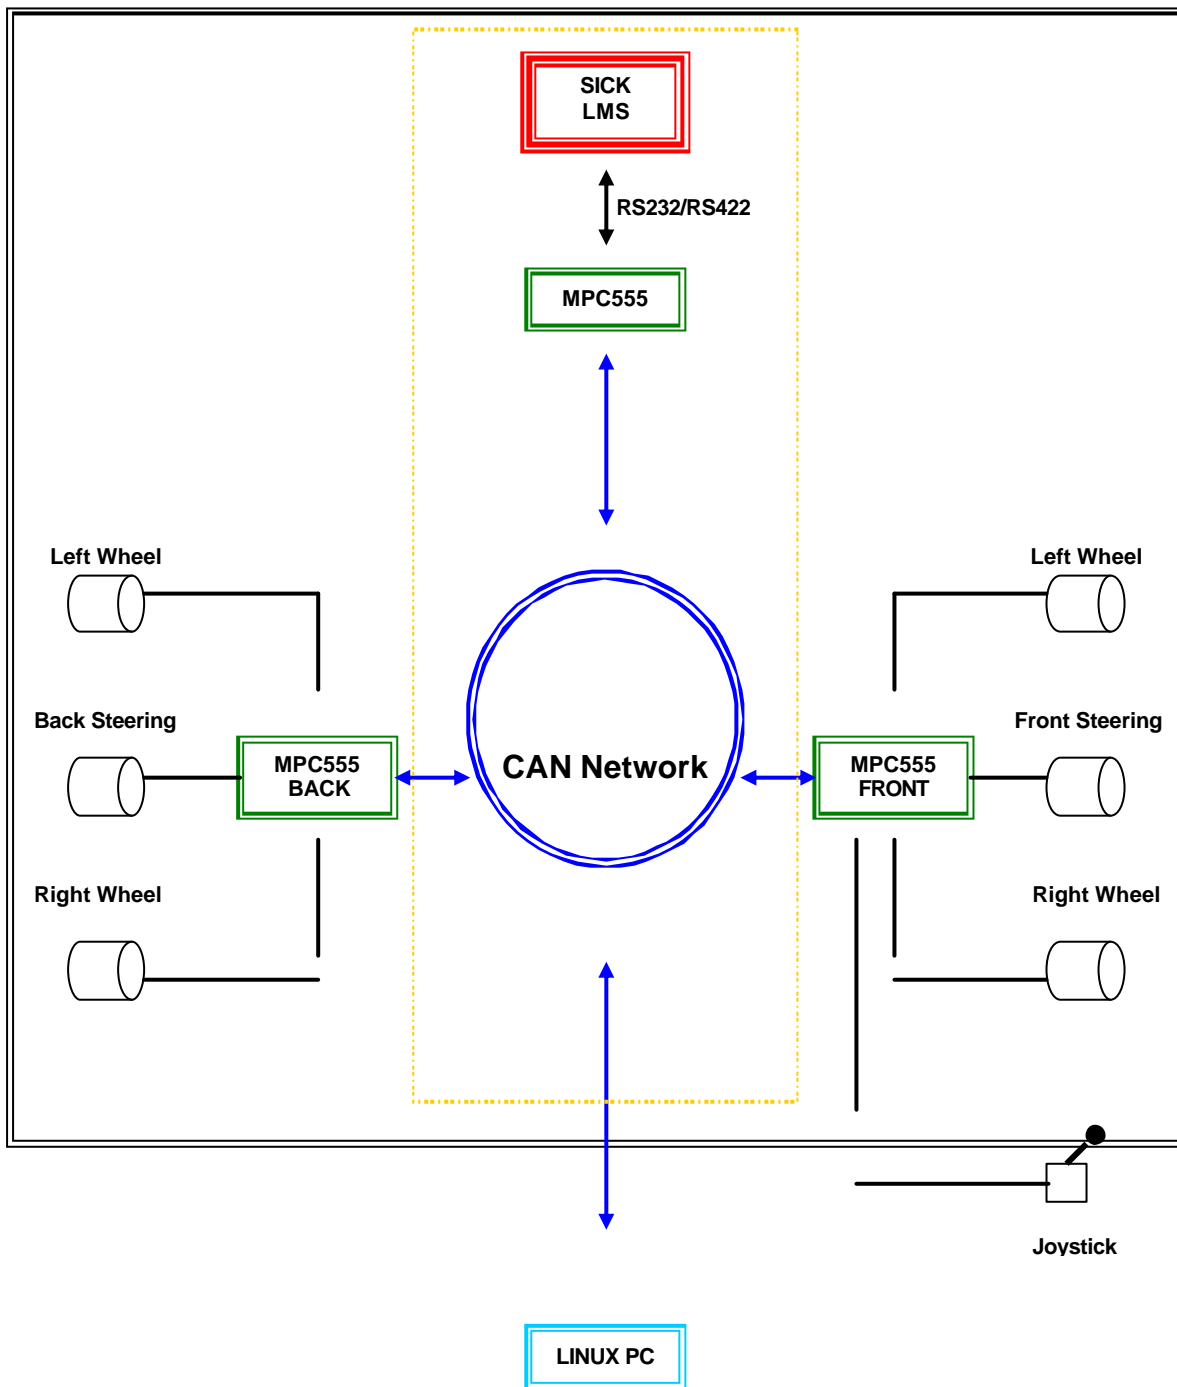 SICK
LMS
RS232/RS422
MPC555
Left Wheel
Left Wheel
Back Steering
Front Steering
MPC555
BACK
CAN Network
MPC555
FRONT
Right Wheel
Right Wheel
Joystick
LINUX PC